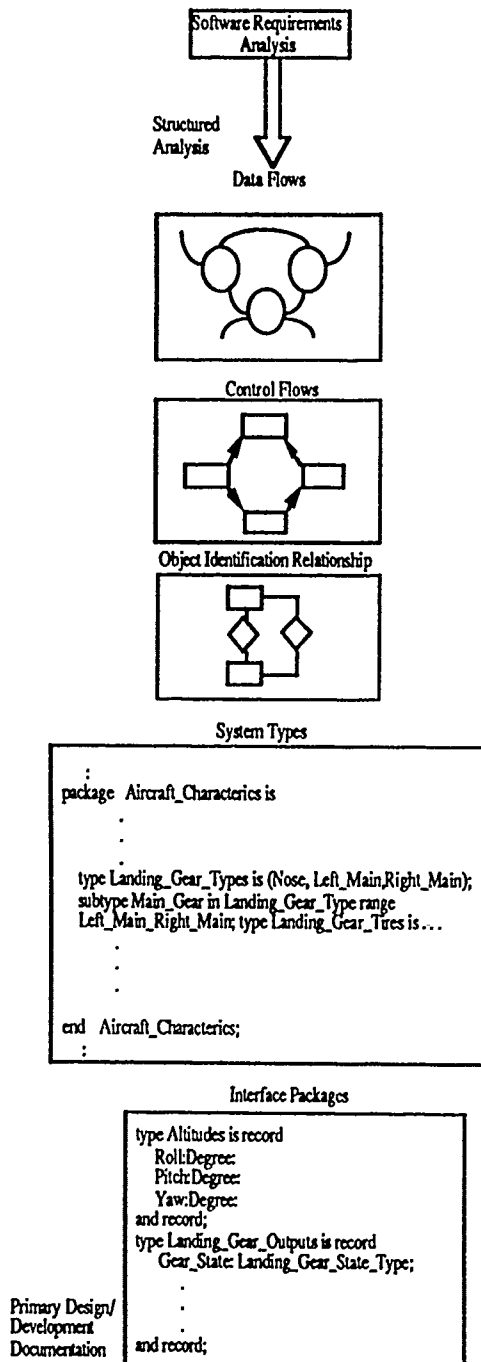 Software Requirements
Analysis
Structured
Analysis
Data Flows
Control Flows
Object Identification Relationship
System Types
:
package Aircraft_Characterics is
.
.
.
type Landing_Gear_Types is (Nose, Left_Main,Right_Main);
subtype Main_Gear in Landing_Gear_Type range
Left_Main_Right_Main; type Landing_Gear_Tires is ...
.
.
.
end Aircraft_Characterics;
:
Interface Packages
type Altitudes is record
Roll:Degree:
Pitch:Degree:
Yaw:Degree:
and record;
type Landing_Gear_Outputs is record
Gear_State: Landing_Gear_State_Type;
.
.
.
Primary Design/
Development
Documentation
and record;